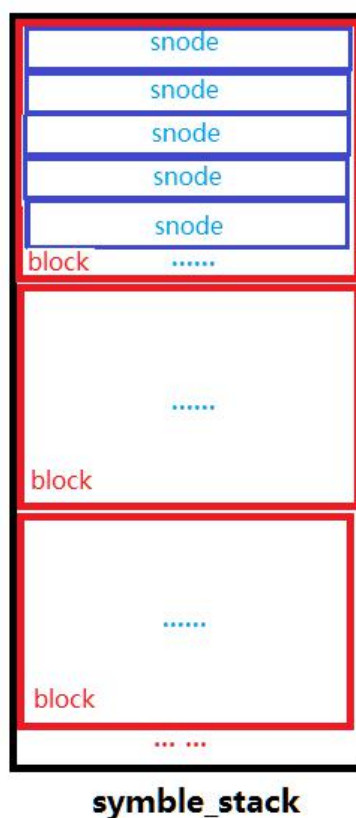 snode
snode
snode
snode
snode
block ......
......
block
......
block
... ...
symble_stack